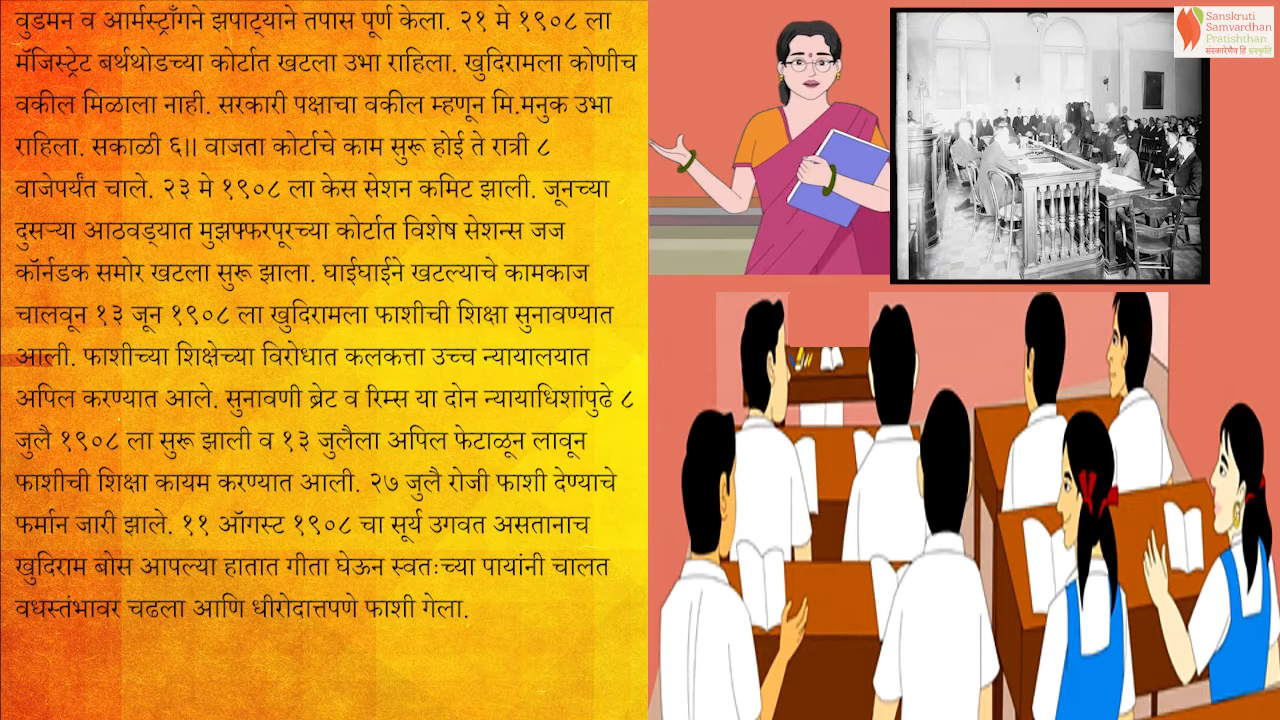 वुडमन व आर्मस्ट्राँगने झपाट्याने तपास पूर्ण केला. २१ मे १९०८ ला
मॅजिस्ट्रेट बर्थथोडच्या कोर्टात खटला उभा राहिला. खुदिरामला कोणीच
वकील मिळाला नाही. सरकारी पक्षाचा वकील म्हणून मि.मनुक उभा
राहिला. सकाळी ६॥ वाजता कोर्टाचे काम सुरू होई ते रात्री ८
वाजेपर्यंत चाले. २३ मे १९०८ ला केस सेशन कमिट झाली. जूनच्या
दुसऱ्या आठवड्यात मुझफ्फरपूरच्या कोर्टात विशेष सेशन्स जज
कॉर्नडक समोर खटला सुरू झाला. घाईघाईने खटल्याचे कामकाज
चालवून १३ जून १९०८ ला खुदिरामला फाशीची शिक्षा सुनावण्यात
आली. फाशीच्या शिक्षेच्या विरोधात कलकत्ता उच्च न्यायालयात
अपिल करण्यात आले. सुनावणी ब्रेट व रिम्स या दोन न्यायाधिशांपुढे ८
जुलै १९०८ ला सुरू झाली व १३ जुलैला अपिल फेटाळून लावून
फाशीची शिक्षा कायम करण्यात आली. २७ जुलै रोजी फाशी देण्याचे
फर्मान जारी झाले. ११ ऑगस्ट १९०८ चा सूर्य उगवत असतानाच
खुदिराम बोस आपल्या हातात गीता घेऊन स्वतःच्या पायांनी चालत
वधस्तंभावर चढला आणि धीरोदात्तपणे फाशी गेला.
Sanskruti
Samvardhan
Pratishthan
संस्कारेणैव हि संस्कृति